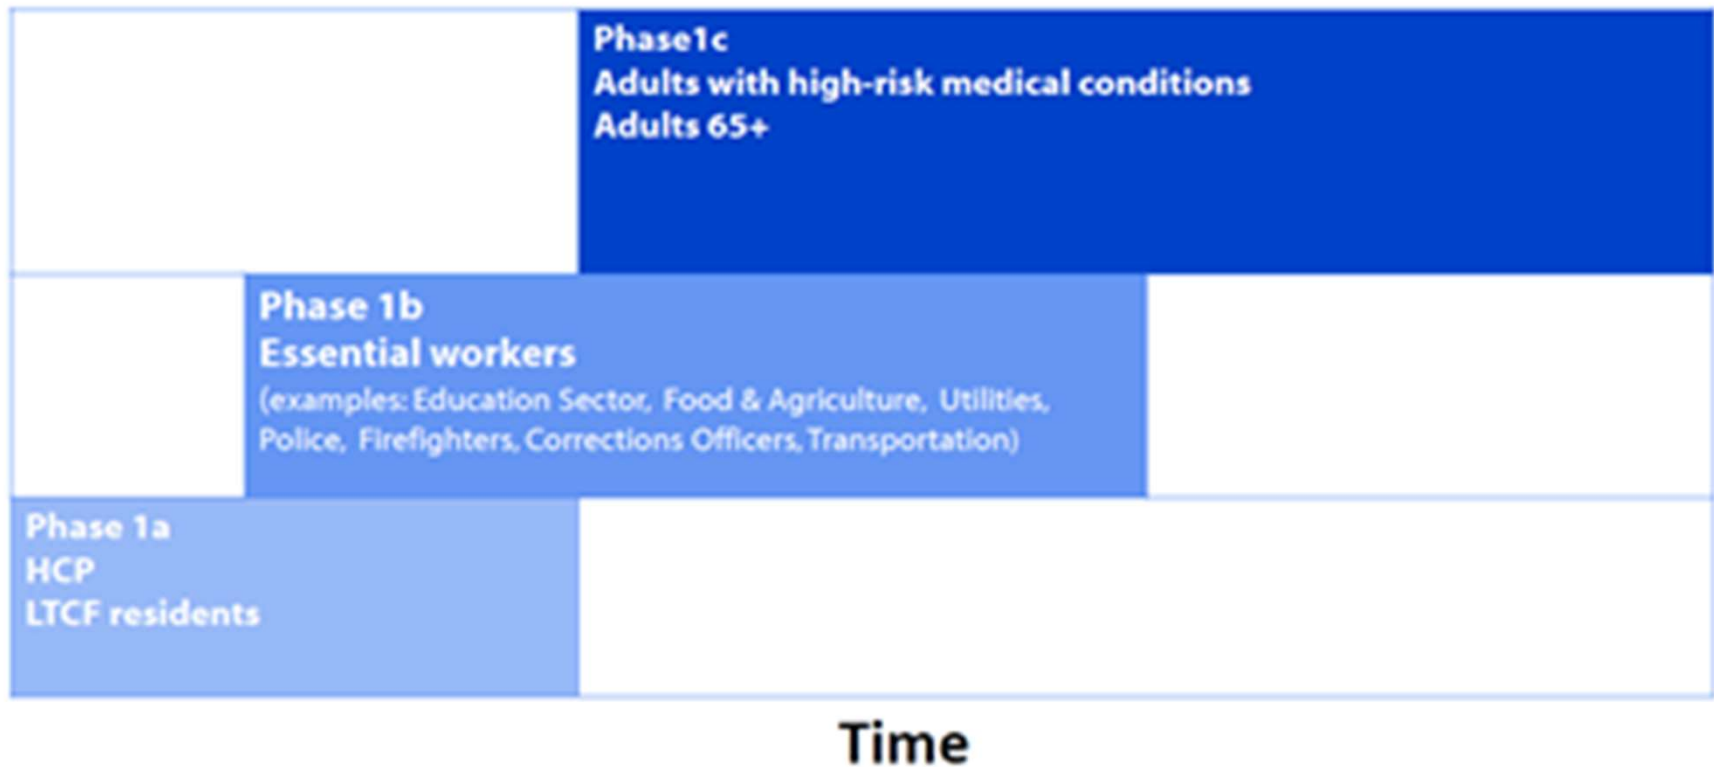 Phase1c
Adults with high-risk medical conditions
Adults 65+
Phase 1b
Essential workers
(examples: Education Sector, Food & Agriculture, Utilities,
Police, Firefighters, Corrections Officers, Transportation)
Phase 1a
HCP
LTCF residents
Time